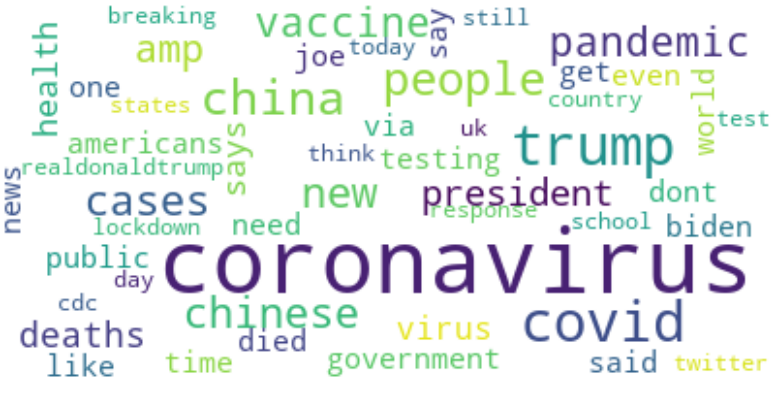 breaking vaccine say still
health amp joe today pandemic
one china people get even
states country world test
americans says via uk trump
realdonaldtrump think testing
news cases new president dont
lockdown need response school biden
public coronavirus
day
cdc chinese virus covid
deaths died
like time government said twitter